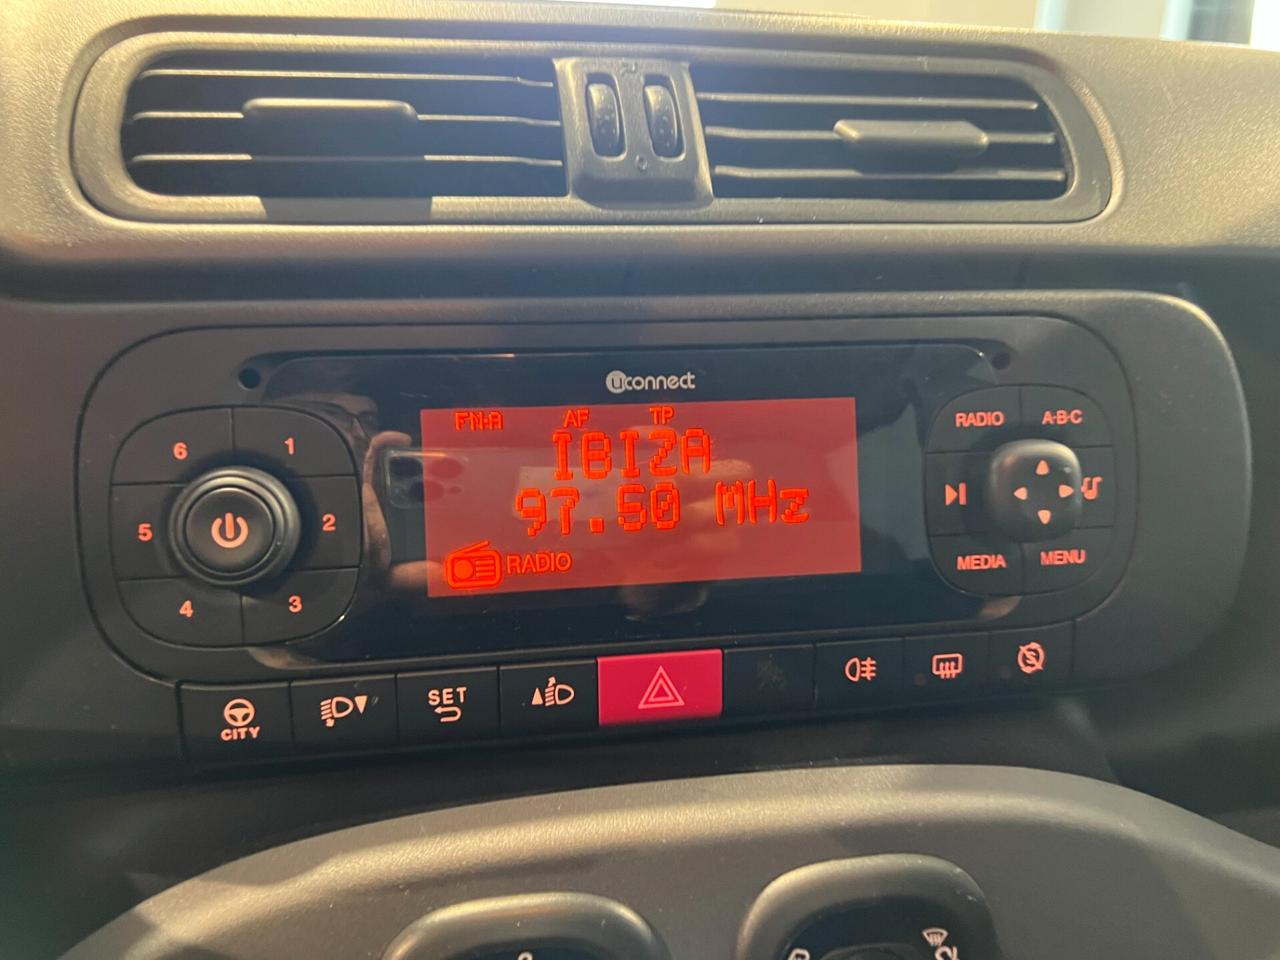 uconnect
FM-A AF TP
IBIZA
97.50 MHz
RADIO
6 1
5 2
4 3
RADIO A-B-C
MEDIA MENU
CITY
SET